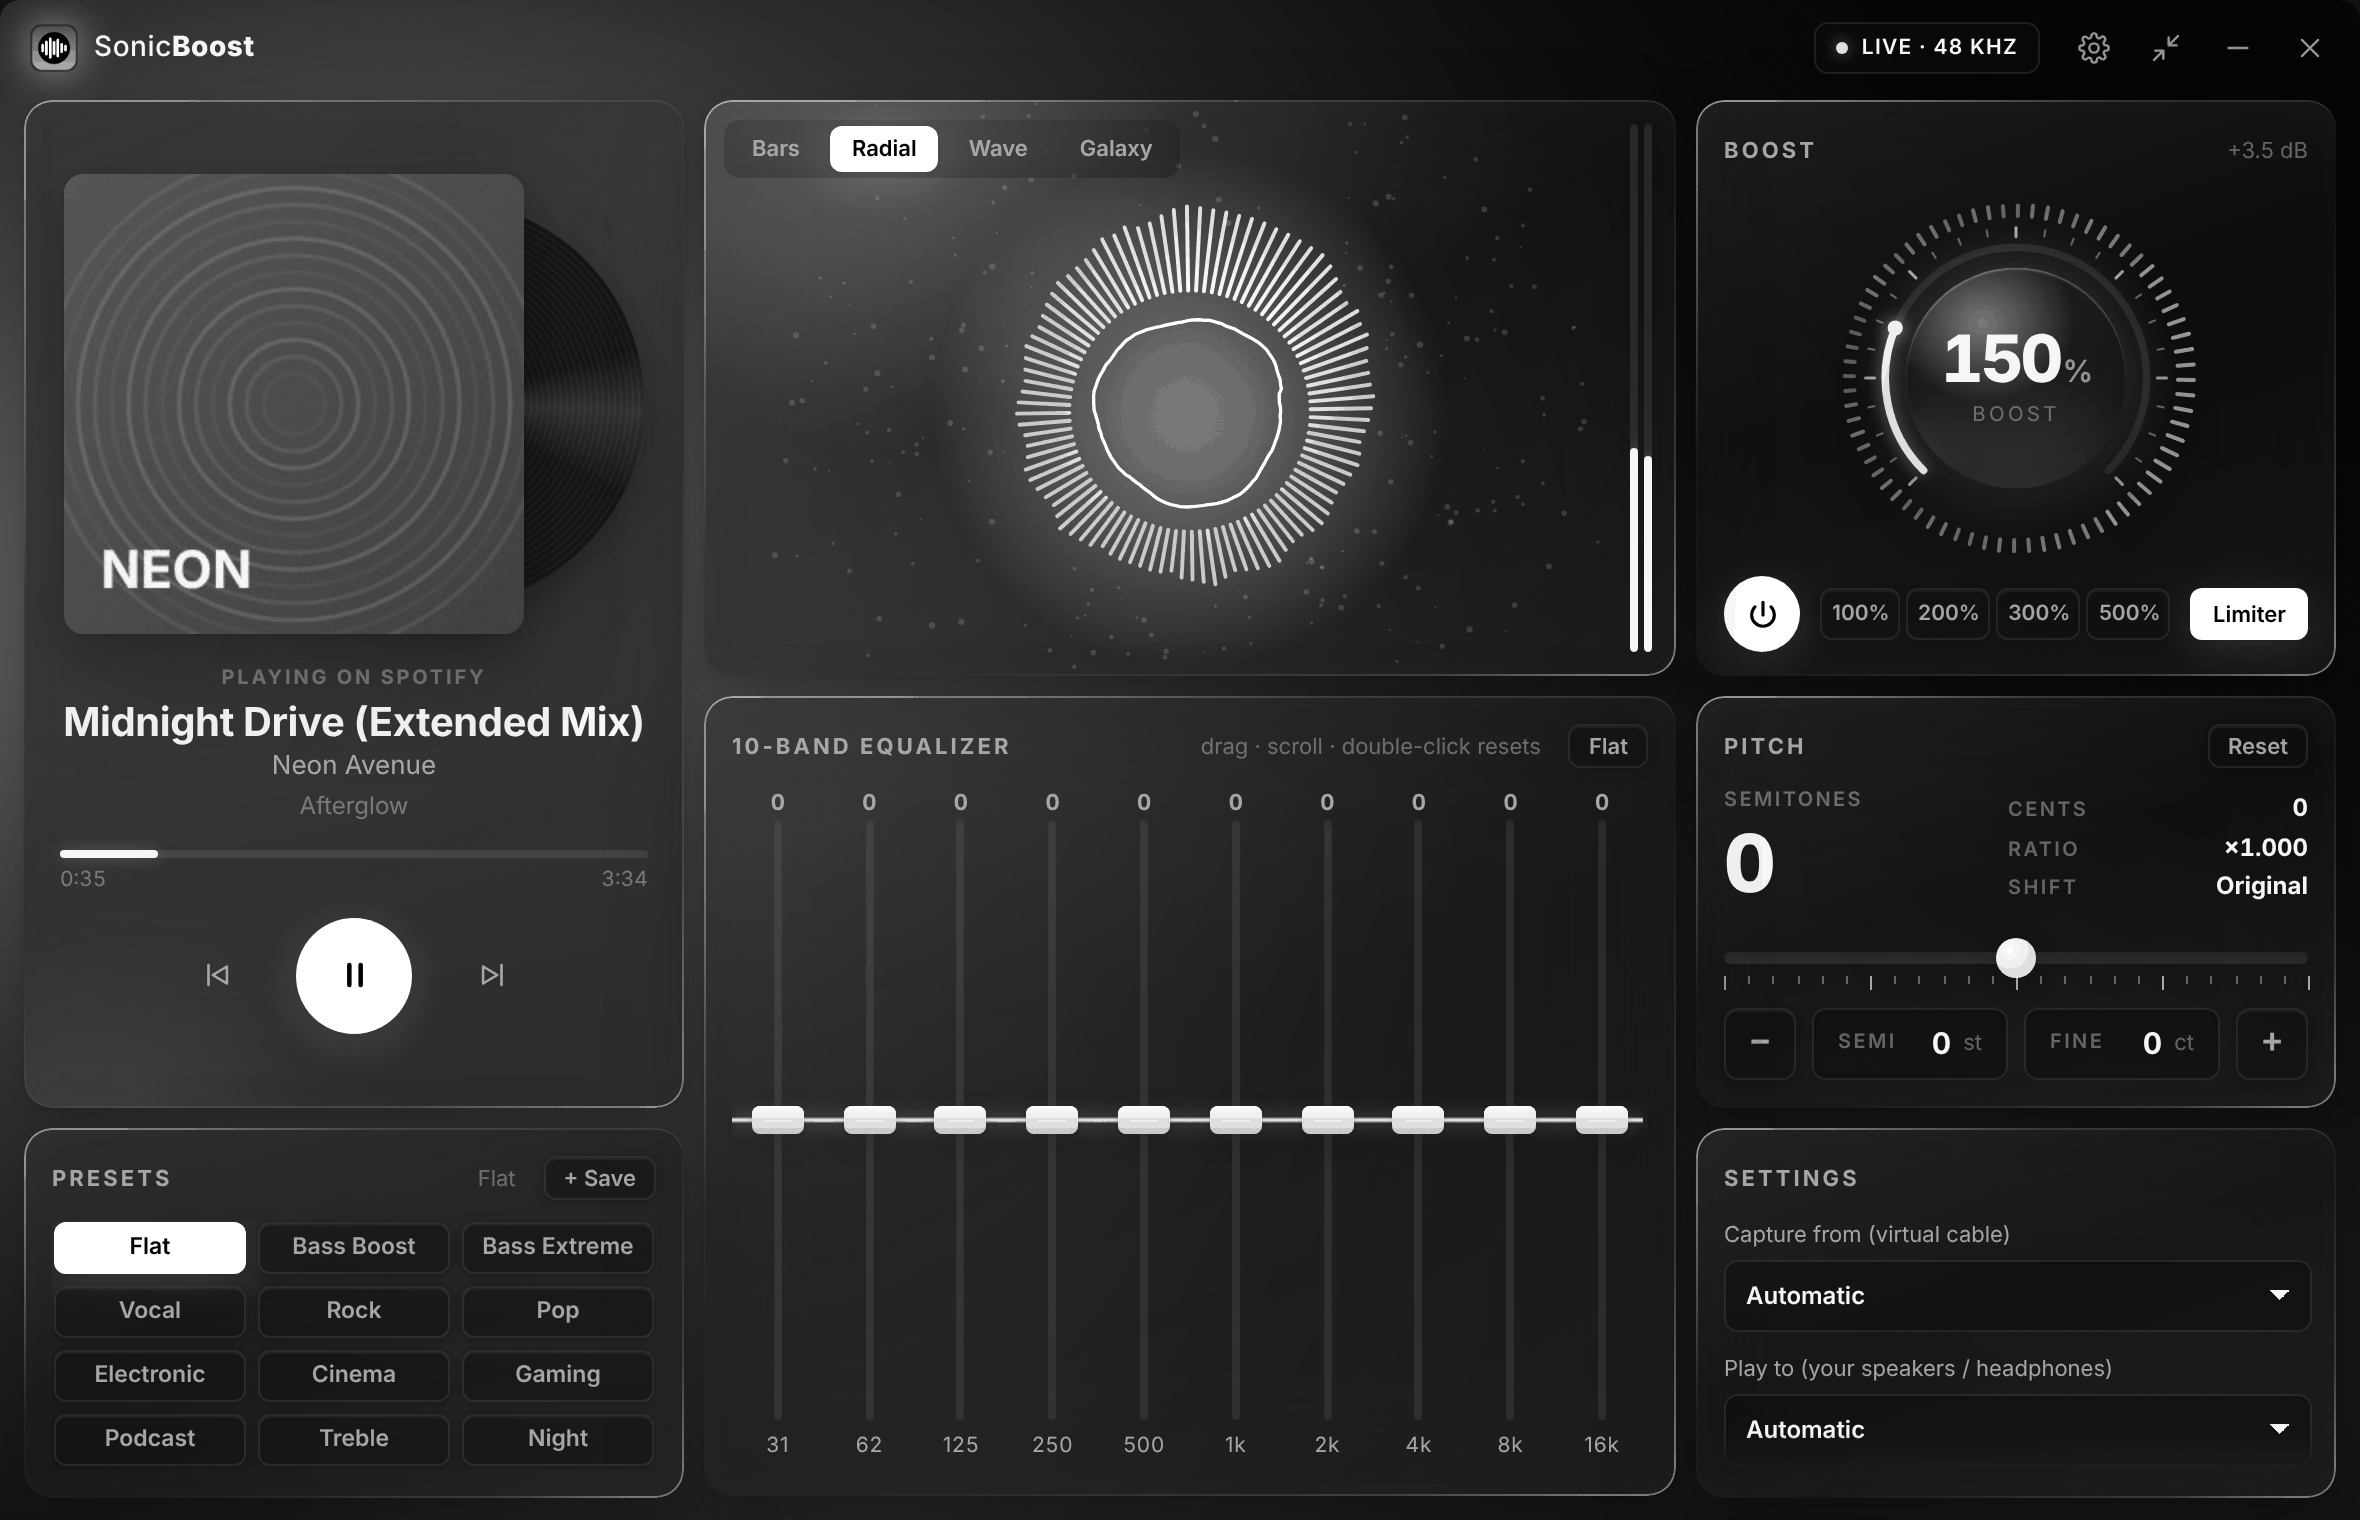 SonicBoost
LIVE · 48 KHZ
NEON
PLAYING ON SPOTIFY
Midnight Drive (Extended Mix)
Neon Avenue
Afterglow
0:35 3:34
PRESETS Flat + Save
Flat Bass Boost Bass Extreme
Vocal Rock Pop
Electronic Cinema Gaming
Podcast Treble Night
Bars Radial Wave Galaxy
10-BAND EQUALIZER drag · scroll · double-click resets Flat
0 0 0 0 0 0 0 0 0 0
31 62 125 250 500 1k 2k 4k 8k 16k
BOOST +3.5 dB
150%
BOOST
100% 200% 300% 500% Limiter
PITCH Reset
SEMITONES
0
CENTS 0
RATIO ×1.000
SHIFT Original
− SEMI 0 st FINE 0 ct +
SETTINGS
Capture from (virtual cable)
Automatic
Play to (your speakers / headphones)
Automatic